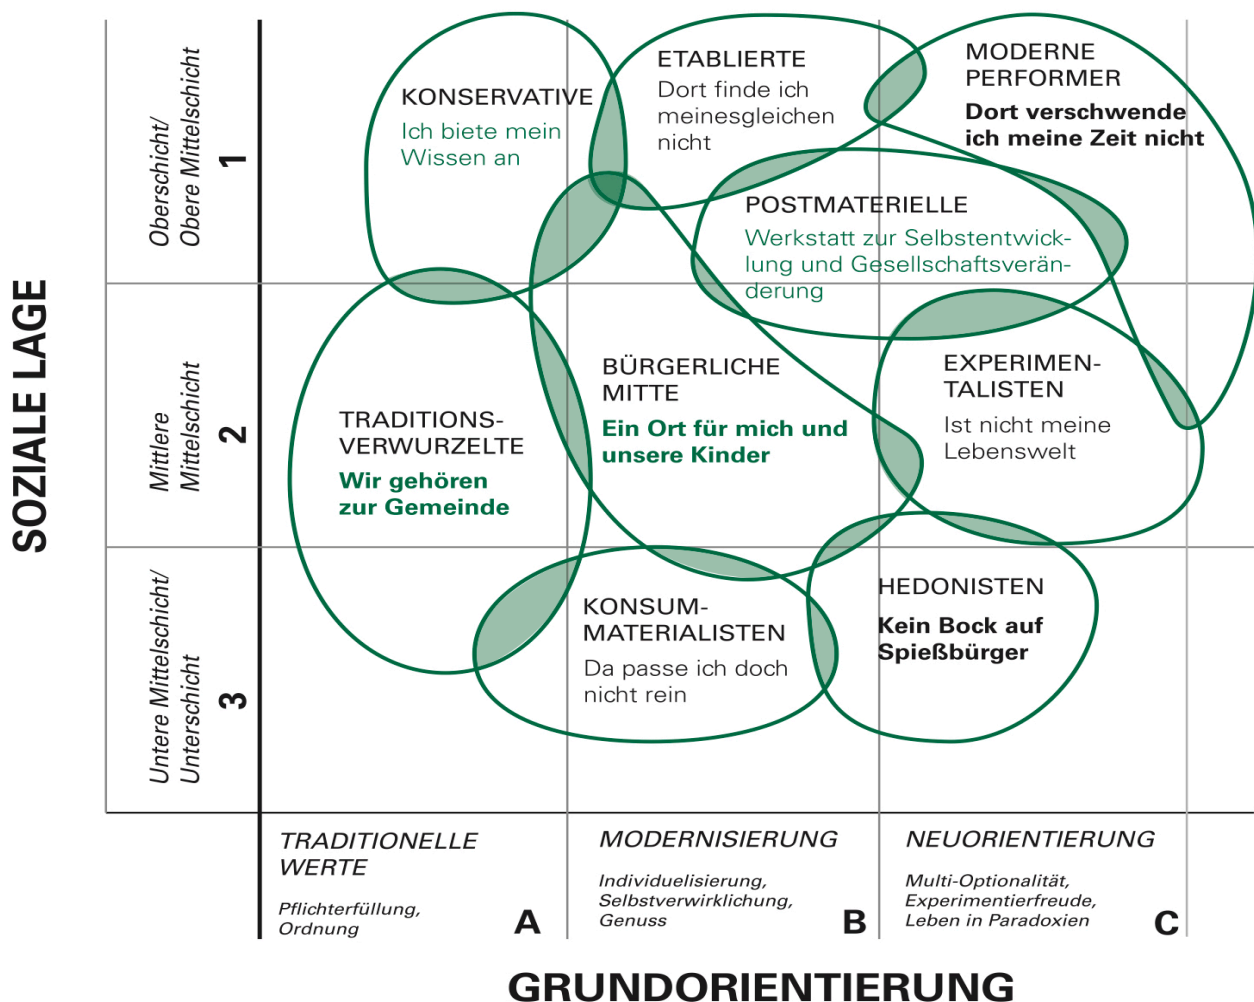 SOZIALE LAGE
Oberschicht/
Obere Mittelschicht
1
Mittlere
Mittelschicht
2
Untere Mittelschicht/
Unterschicht
3
KONSERVATIVE
Ich biete mein
Wissen an
ETABLIERTE
Dort finde ich
meinesgleichen
nicht
MODERNE
PERFORMER
Dort verschwende
ich meine Zeit nicht
POSTMATERIELLE
Werkstatt zur Selbstentwick-
lung und Gesellschaftsverän-
derung
TRADITIONS-
VERWURZELTE
Wir gehören
zur Gemeinde
BÜRGERLICHE
MITTE
Ein Ort für mich und
unsere Kinder
EXPERIMEN-
TALISTEN
Ist nicht meine
Lebenswelt
KONSUM-
MATERIALISTEN
Da passe ich doch
nicht rein
HEDONISTEN
Kein Bock auf
Spießbürger
TRADITIONELLE
WERTE
Pflichterfüllung,
Ordnung
A
MODERNISIERUNG
Individuelisierung,
Selbstverwirklichung,
Genuss
B
NEUORIENTIERUNG
Multi-Optionalität,
Experimentierfreude,
Leben in Paradoxien
C
GRUNDORIENTIERUNG